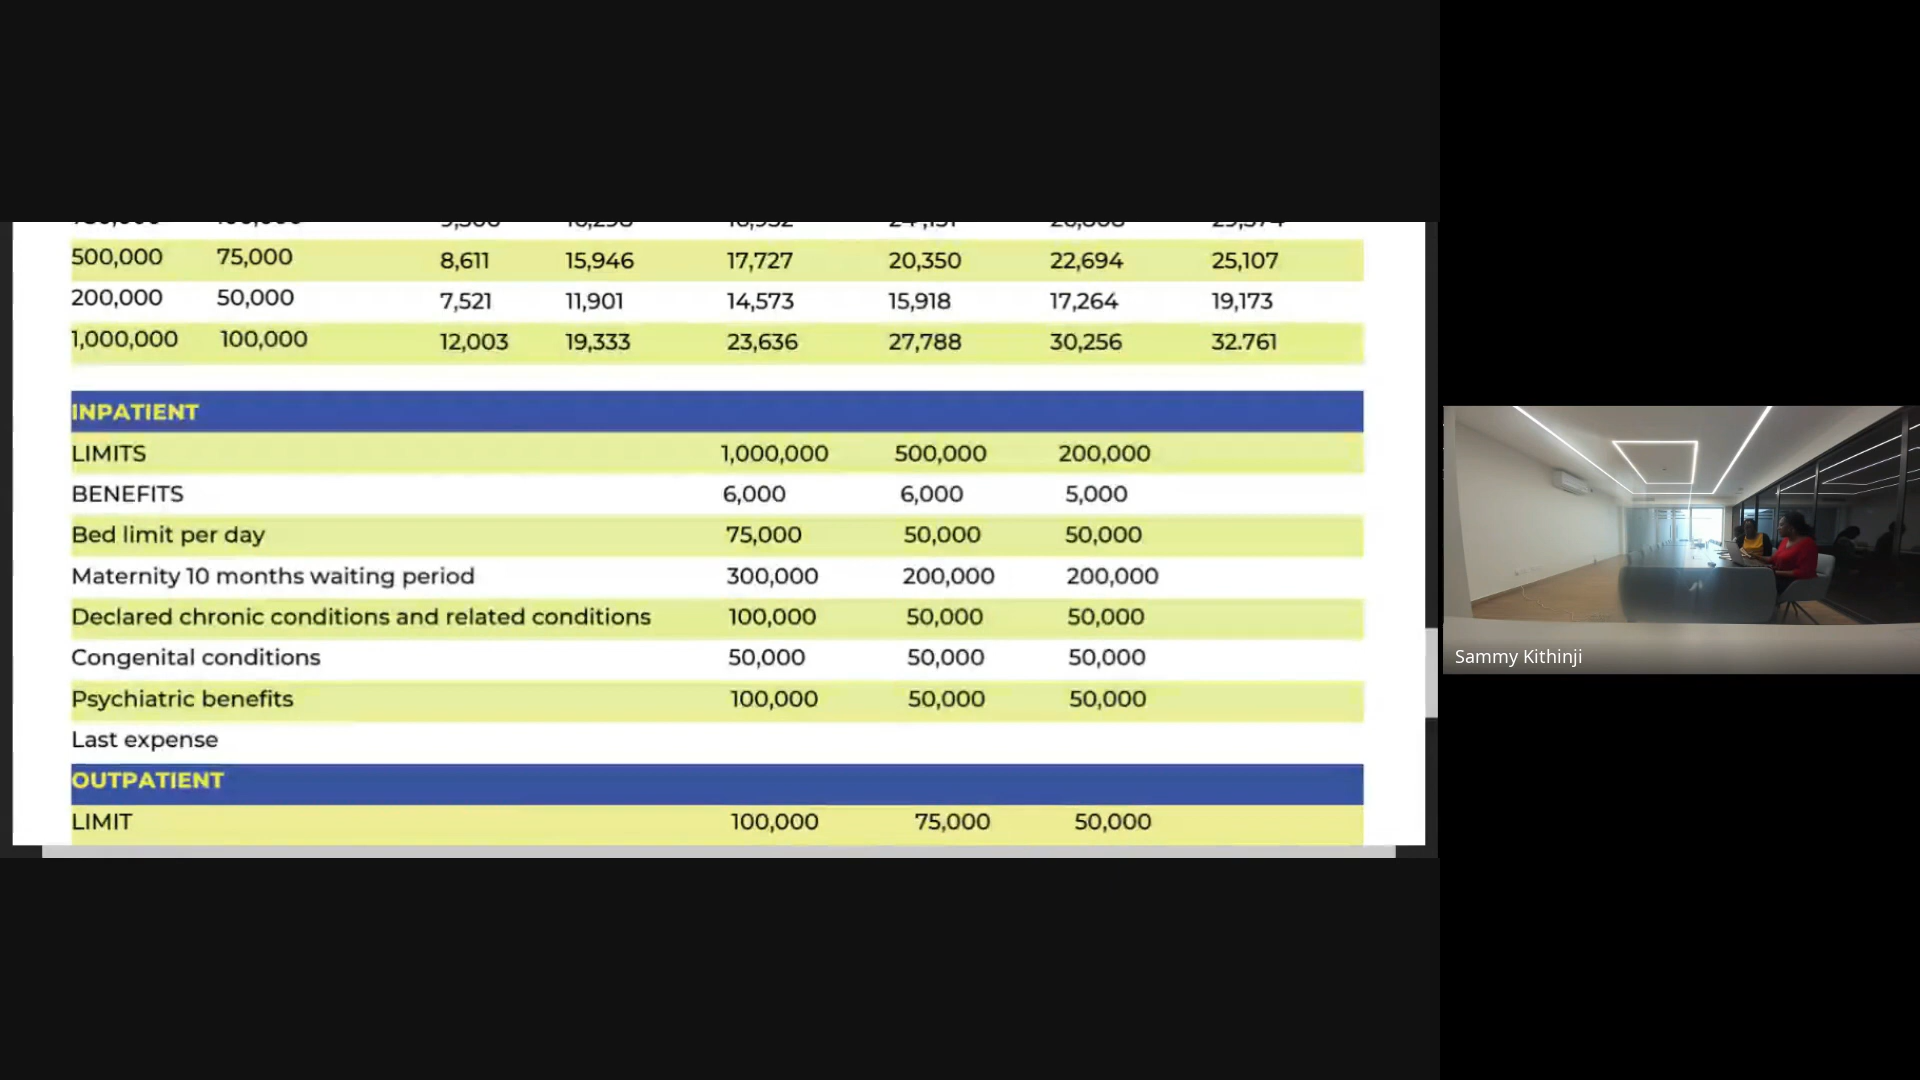 500,000 75,000 8,611 15,946 17,727 20,350 22,694 25,107
200,000 50,000 7,521 11,901 14,573 15,918 17,264 19,173
1,000,000 100,000 12,003 19,333 23,636 27,788 30,256 32.761
INPATIENT
LIMITS 1,000,000 500,000 200,000
BENEFITS 6,000 6,000 5,000
Bed limit per day 75,000 50,000 50,000
Maternity 10 months waiting period 300,000 200,000 200,000
Declared chronic conditions and related conditions 100,000 50,000 50,000
Congenital conditions 50,000 50,000 50,000
Psychiatric benefits 100,000 50,000 50,000
Last expense
OUTPATIENT
LIMIT 100,000 75,000 50,000
Sammy Kithinji